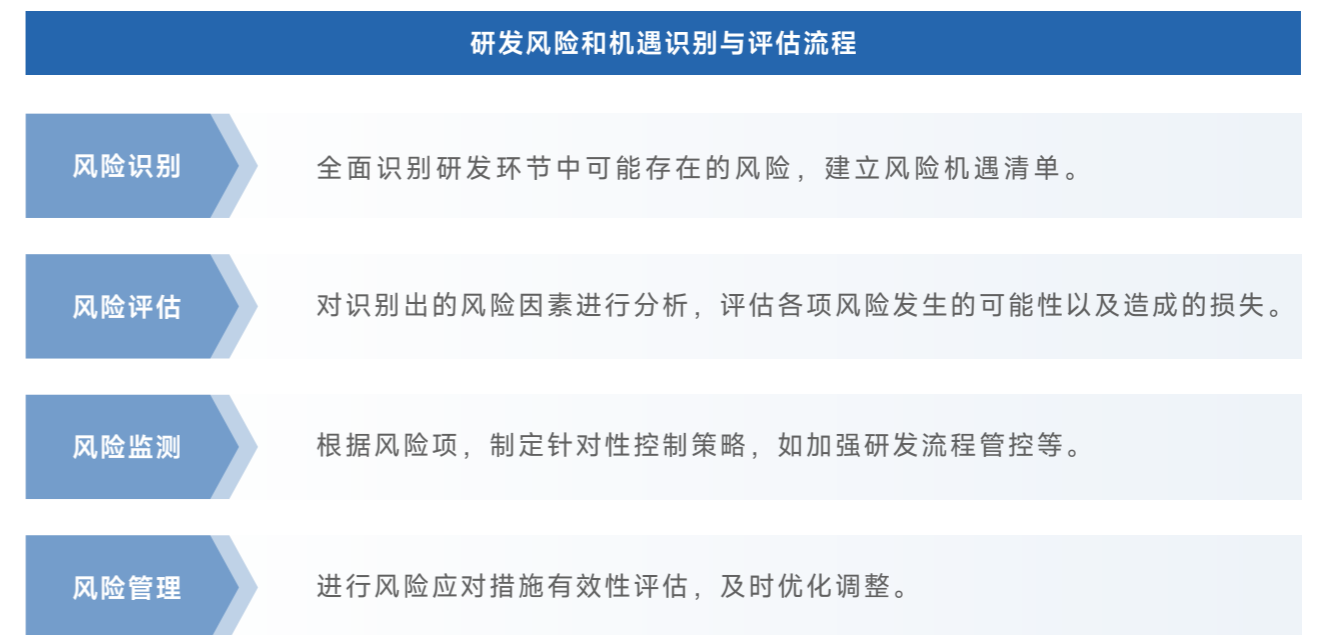 研发风险和机遇识别与评估流程
风险识别
全面识别研发环节中可能存在的风险，建立风险机遇清单。
风险评估
对识别出的风险因素进行分析，评估各项风险发生的可能性以及造成的损失。
风险监测
根据风险项，制定针对性控制策略，如加强研发流程管控等。
风险管理
进行风险应对措施有效性评估，及时优化调整。